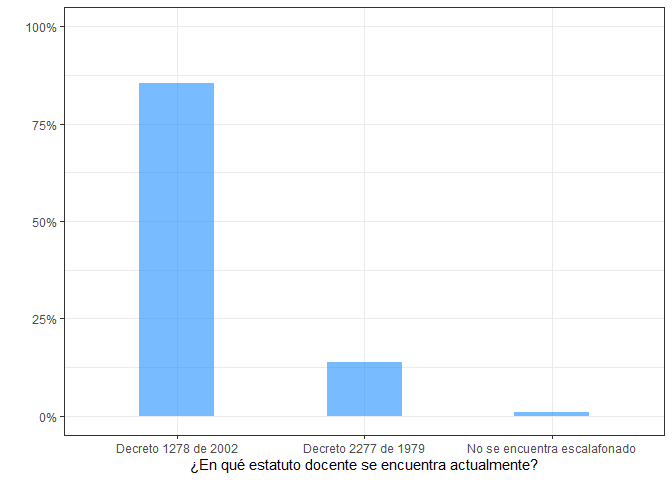 100%
75%
50%
25%
0%
Decreto 1278 de 2002 Decreto 2277 de 1979 No se encuentra escalafonado
¿En qué estatuto docente se encuentra actualmente?